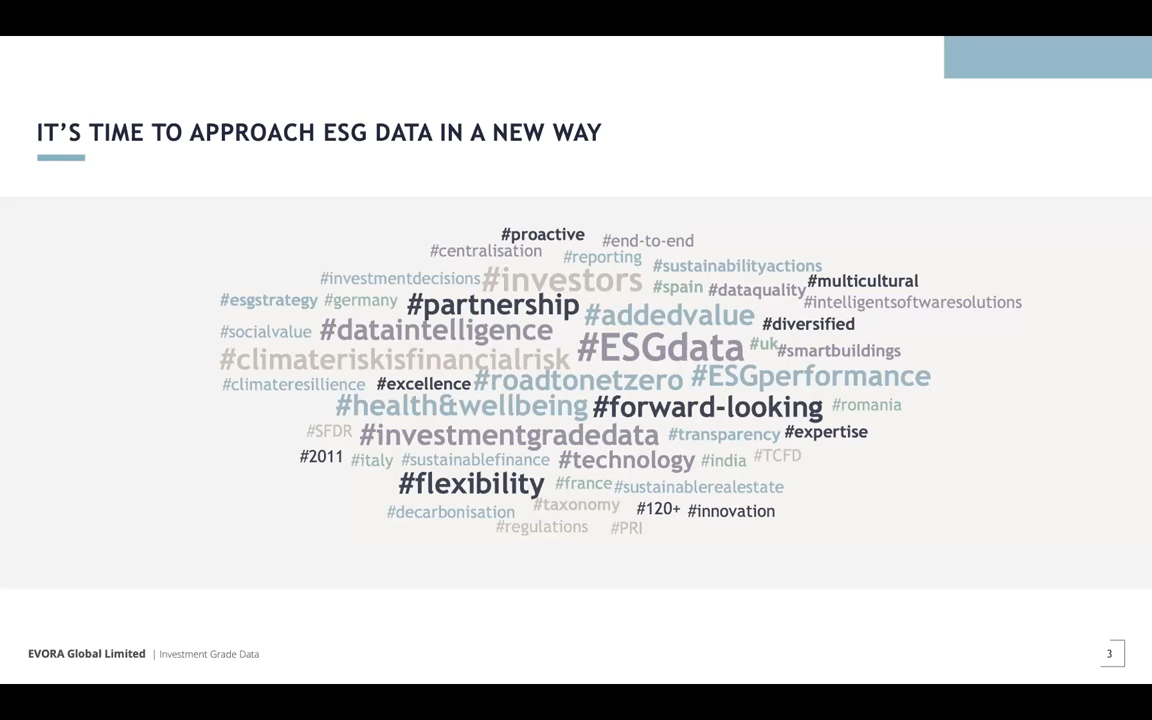 IT’S TIME TO APPROACH ESG DATA IN A NEW WAY
#proactive #end-to-end
#centralisation #reporting
#investmentdecisions #investors #sustainabilityactions
#esgstrategy #germany #partnership #spain #dataquality #multicultural
#addedvalue #intelligentsoftwaresolutions
#socialvalue #dataintelligence #diversified
#climateriskisfinancialrisk #ESGdata #uk #smartbuildings
#climateresillience #excellence #roadtonetzero #ESGperformance
#health&wellbeing #forward-looking #romania
#SFDR #investmentgradedata #transparency #expertise
#2011 #italy #sustainablefinance #technology #india #TCFD
#flexibility #france #sustainablerealestate
#decarbonisation #taxonomy #120+ #innovation
#regulations #PRI
EVORA Global Limited | Investment Grade Data
3